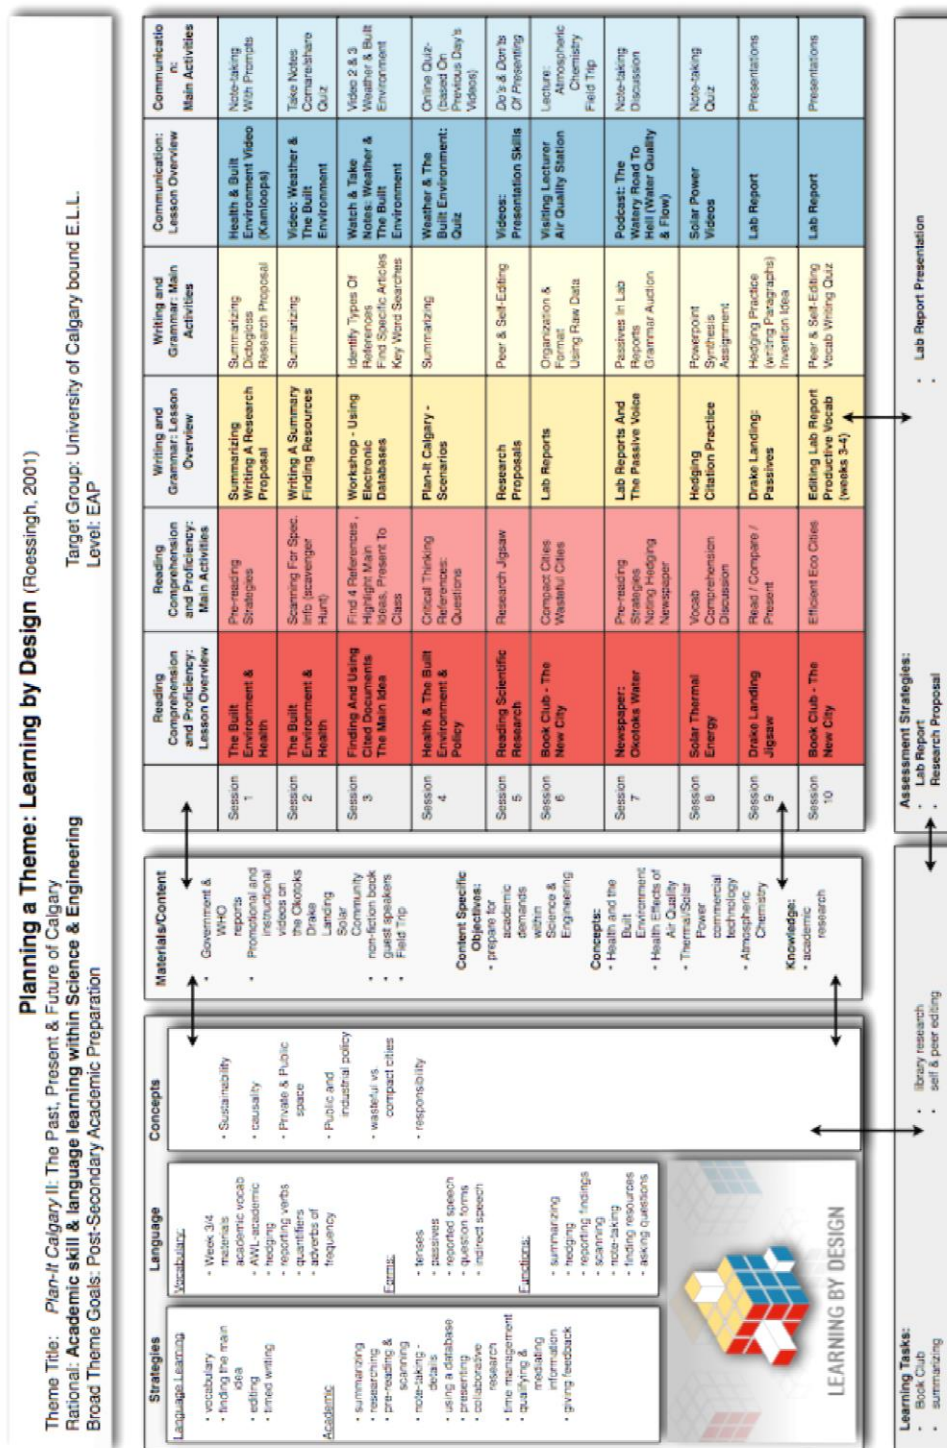 Planning a Theme: Learning by Design (Roessingh, 2001)
Theme Title: Plan-It Calgary II: The Past, Present & Future of Calgary
Target Group: University of Calgary bound E.L.L.
Rational: Academic skill & language learning within Science & Engineering
Level: EAP
Broad Theme Goals: Post-Secondary Academic Preparation
Strategies
Language Learning
• vocabulary
• finding the main
idea
• editing
• timed writing
Academic
• summarizing
• researching
• pre-reading &
scanning
• note-taking -
details
• using a database
• presenting
• collaborative
research
• time management
• qualifying &
mediating
information
• giving feedback
Language
Vocabulary:
• Week 3/4
materials
academic vocab
• AWL-academic
• hedging
• reporting verbs
• quantifiers
• adverbs of
frequency
Forms:
• tenses
• passives
• reported speech
• question forms
• indirect speech
Functions:
• summarizing
• hedging
• reporting findings
• scanning
• note-taking
• finding resources
• asking questions
Concepts
• Sustainability
• causality
• Private & Public
space
• Public and
industrial policy
• wasteful vs.
compact cities
• responsibility
LEARNING BY DESIGN
Materials/Content
• Government &
WHO
reports
• Promotional and
instructional
videos on
the Okotoks
Drake
Landing
Solar
Community
• non-fiction book
• guest speakers
• Field Trip
Content Specific
Objectives:
• prepare for
academic
demands
within
Science &
Engineering
Concepts:
• Health and the
Built
Environment
• Health Effects of
Air Quality
• Thermal/Solar
Power
commercial
technology
• Atmospheric
Chemistry
Knowledge:
• academic
research
Reading
Comprehension
and Proficiency:
Lesson Overview
Reading
Comprehension
and Proficiency:
Main Activities
Writing and
Grammar: Lesson
Overview
Writing and
Grammar: Main
Activities
Communication:
Lesson Overview
Communicatio
n:
Main Activities
Session
1
The Built
Environment &
Health
Pre-reading
Strategies
Summarizing
Writing A Research
Proposal
Summarizing
Dictogloss
Research Proposal
Health & Built
Environment Video
(Kamloops)
Note-taking
With Prompts
Session
2
The Built
Environment &
Health
Scanning For Spec.
Info (scavenger
Hunt)
Writing A Summary
Finding Resources
Summarizing
Video: Weather &
The Built
Environment
Take Notes
Comare/share
Quiz
Session
3
Finding And Using
Cited Documents
The Main Idea
Find 4 References ,
Highlight Main
Ideas, Present To
Class
Workshop - Using
Electronic
Databases
Identify Types Of
References
Find Specific Articles
Key Word Searches
Watch & Take
Notes: Weather &
The Built
Environment
Video 2 & 3
Weather & Built
Environment
Session
4
Health & The Built
Environment &
Policy
Critical Thinking
References:
Questions
Plan-It Calgary -
Scenarios
Summarizing
Weather & The
Built Environment:
Quiz
Online Quiz-
(based On
Previous Day's
Videos)
Session
5
Reading Scientific
Research
Research Jigsaw
Research
Proposals
Peer & Self-Editing
Videos:
Presentation Skills
Do's & Don'ts
Of Presenting
Session
6
Book Club - The
New City
Compact Cities
Wasteful Cities
Lab Reports
Organization &
Format
Using Raw Data
Visiting Lecturer
Air Quality Station
Lecture:
Atmospheric
Chemistry
Field Trip
Session
7
Newspaper:
Okotoks Water
Pre-reading
Strategies
Noting Hedging
Newspaper
Lab Reports And
The Passive Voice
Passives In Lab
Reports
Grammar Auction
Podcast: The
Watery Road To
Hell (Water Quality
& Flow)
Note-taking
Discussion
Session
8
Solar Thermal
Energy
Vocab
Comprehension
Discussion
Hedging
Citation Practice
Powerpoint
Synthesis
Assignment
Solar Power
Videos
Note-taking
Quiz
Session
9
Drake Landing
Jigsaw
Read / Compare /
Present
Drake Landing:
Passives
Hedging Practice
(writing Paragraphs)
Invention Idea
Lab Report
Presentations
Session
10
Book Club - The
New City
Efficient Eco Cities
Editing Lab Report
Productive Vocab
(weeks 3-4)
Peer & Self-Editing
Vocab Writing Quiz
Lab Report
Presentations
Learning Tasks:
• Book Club
• summarizing
• library research
• self & peer editing
Assessment Strategies:
• Lab Report
• Research Proposal
• Lab Report Presentation